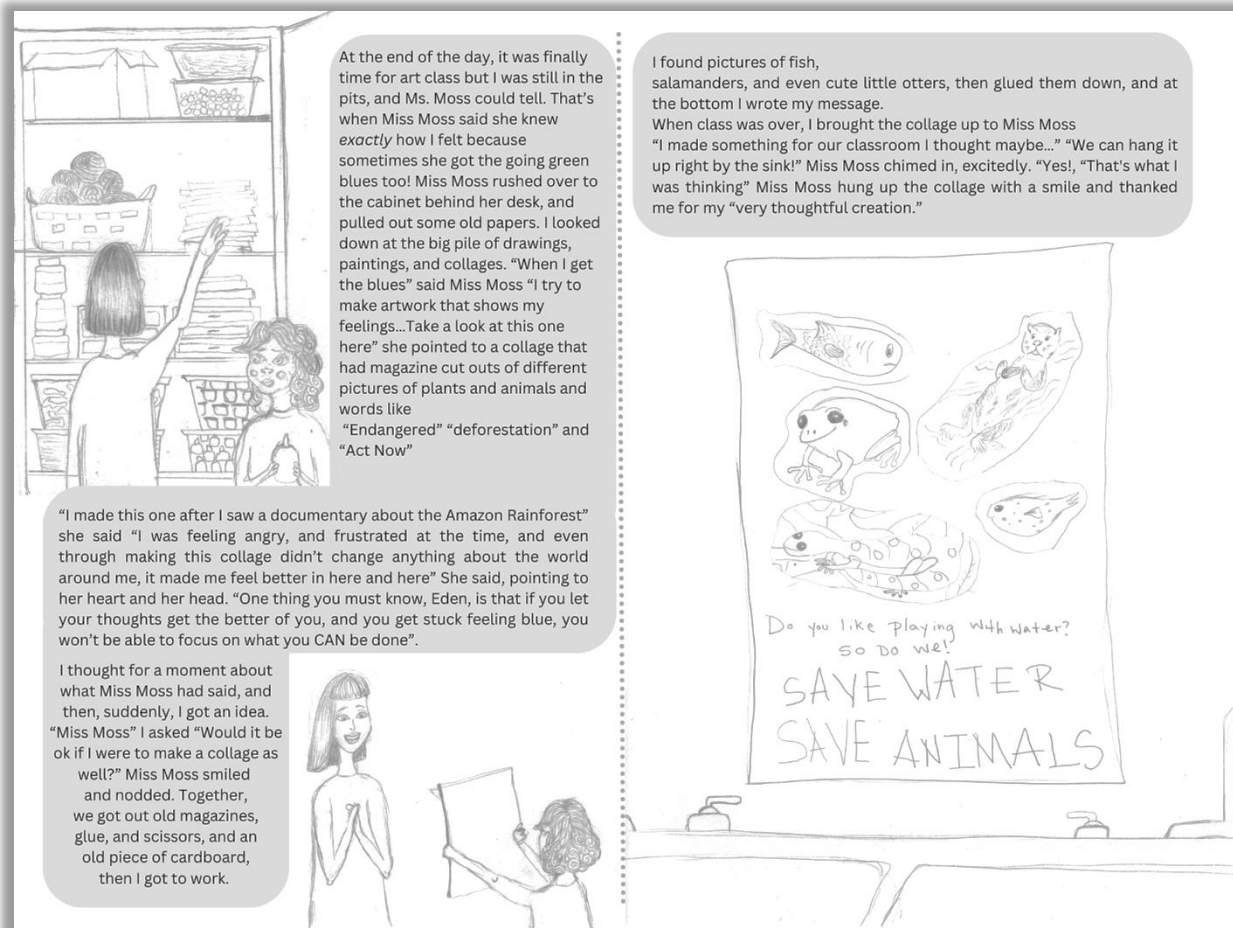 At the end of the day, it was finally
time for art class but I was still in the
pits, and Ms. Moss could tell. That's
when Miss Moss said she knew
exactly how I felt because
sometimes she got the going green
blues too! Miss Moss rushed over to
the cabinet behind her desk, and
pulled out some old papers. I looked
down at the big pile of drawings,
paintings, and collages. “When I get
the blues” said Miss Moss “I try to
make artwork that shows my
feelings...Take a look at this one
here” she pointed to a collage that
had magazine cut outs of different
pictures of plants and animals and
words like
“Endangered” “deforestation” and
“Act Now”
“I made this one after I saw a documentary about the Amazon Rainforest”
she said “I was feeling angry, and frustrated at the time, and even
through making this collage didn’t change anything about the world
around me, it made me feel better in here and here” She said, pointing to
her heart and her head. “One thing you must know, Eden, is that if you let
your thoughts get the better of you, and you get stuck feeling blue, you
won’t be able to focus on what you CAN be done”.
I thought for a moment about
what Miss Moss had said, and
then, suddenly, I got an idea.
“Miss Moss” I asked “Would it be
ok if I were to make a collage as
well?” Miss Moss smiled
and nodded. Together,
we got out old magazines,
glue, and scissors, and an
old piece of cardboard,
then I got to work.
I found pictures of fish,
salamanders, and even cute little otters, then glued them down, and at
the bottom I wrote my message.
When class was over, I brought the collage up to Miss Moss
“I made something for our classroom I thought maybe...” “We can hang it
up right by the sink!” Miss Moss chimed in, excitedly. “Yes!, “That's what I
was thinking” Miss Moss hung up the collage with a smile and thanked
me for my “very thoughtful creation.”
Do you like playing with water?
SO DO WE!
SAVE WATER
SAVE ANIMALS